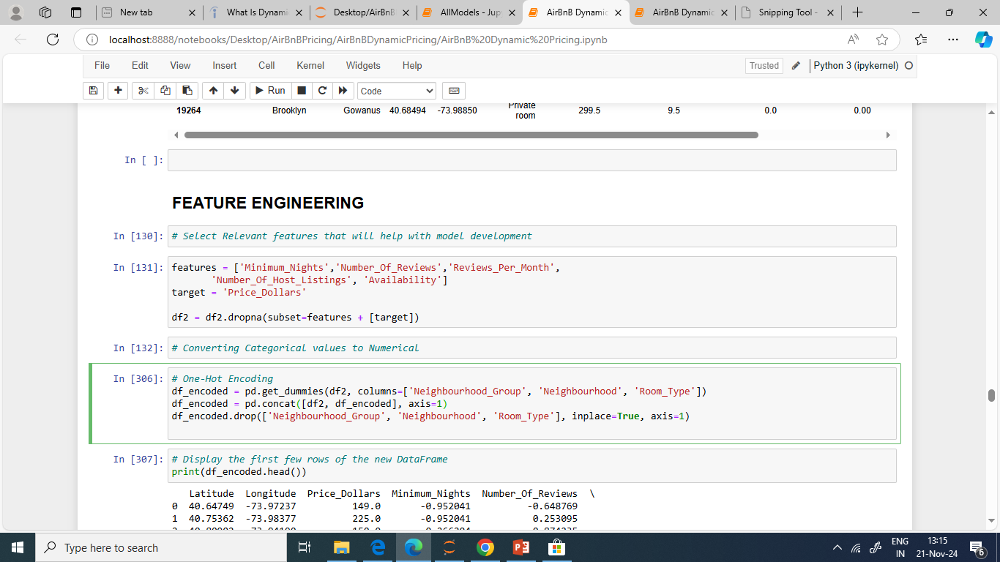 New tab
What Is Dynami
Desktop/AirBnB
AllModels - Jup
AirBnB Dynamic
AirBnB Dynamic
Snipping Tool -
localhost:8888/notebooks/Desktop/AirBnBPricing/AirBnBDynamicPricing/AirBnB%20Dynamic%20Pricing.ipynb
File Edit View Insert Cell Kernel Widgets Help
Trusted
Python 3 (ipykernel)
Run
Code
19264 Brooklyn Gowanus 40.68494 -73.98850 Private room 299.5 9.5 0.0 0.00
In [ ]:
FEATURE ENGINEERING
In [130]: # Select Relevant features that will help with model development
In [131]: features = ['Minimum_Nights','Number_Of_Reviews','Reviews_Per_Month',
'Number_Of_Host_Listings', 'Availability']
target = 'Price_Dollars'
df2 = df2.dropna(subset=features + [target])
In [132]: # Converting Categorical values to Numerical
In [306]: # One-Hot Encoding
df_encoded = pd.get_dummies(df2, columns=['Neighbourhood_Group', 'Neighbourhood', 'Room_Type'])
df_encoded = pd.concat([df2, df_encoded], axis=1)
df_encoded.drop(['Neighbourhood_Group', 'Neighbourhood', 'Room_Type'], inplace=True, axis=1)
In [307]: # Display the first few rows of the new DataFrame
print(df_encoded.head())
Latitude Longitude Price_Dollars Minimum_Nights Number_Of_Reviews \
0 40.64749 -73.97237 149.0 -0.952041 -0.648769
1 40.75362 -73.98377 225.0 -0.952041 0.253095
Type here to search
ENG
IN
13:15
21-Nov-24
6